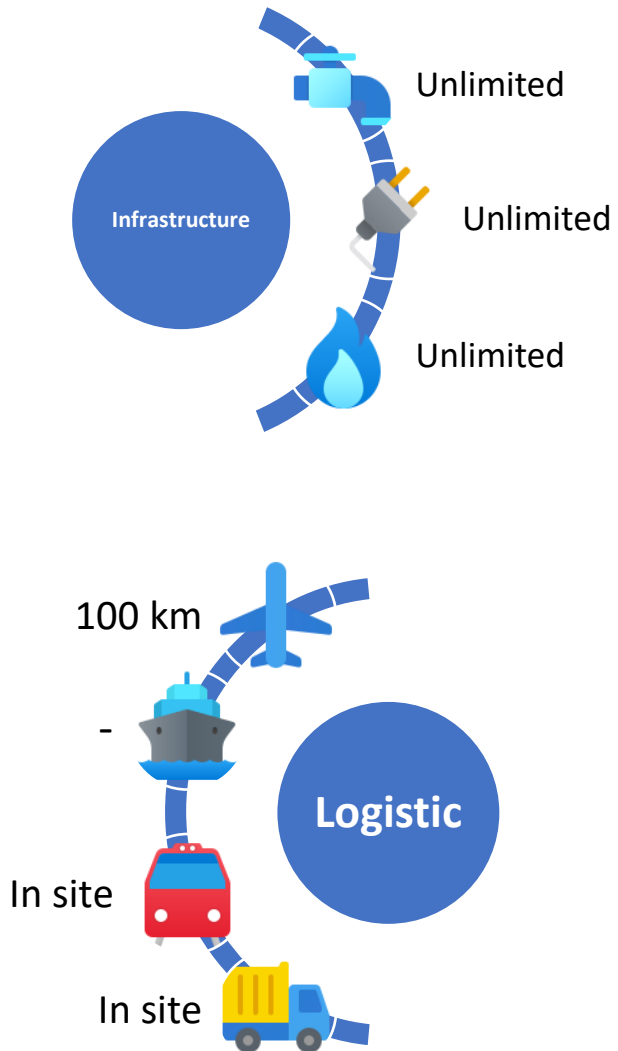 Unlimited
Infrastructure
Unlimited
Unlimited
100 km
-
Logistic
In site
In site